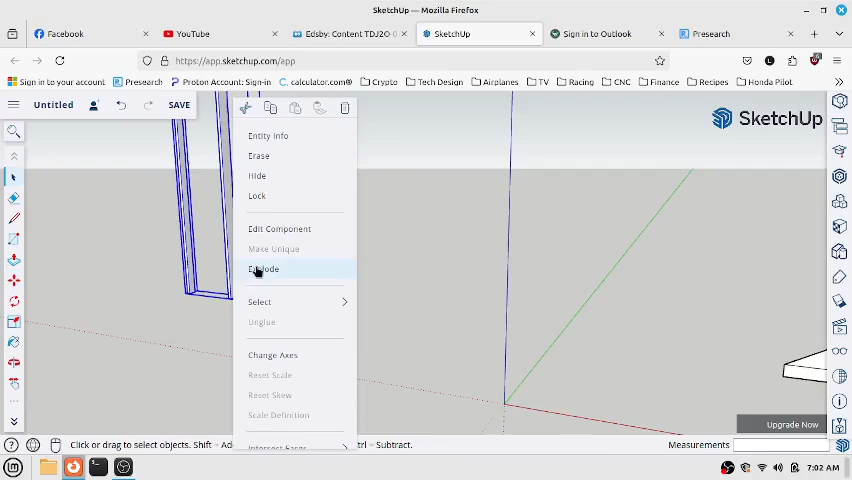 SketchUp — Mozilla Firefox
Facebook
YouTube
Edsby: Content TDJ2O-0
SketchUp
Sign in to Outlook
Presearch
https://app.sketchup.com/app
Sign in to your account
Presearch
Proton Account: Sign-in
calculator.com®
Crypto
Tech Design
Airplanes
TV
Racing
CNC
Finance
Recipes
Honda Pilot
Untitled
SAVE
SketchUp
Entity Info
Erase
Hide
Lock
Edit Component
Make Unique
Explode
Select
Unglue
Change Axes
Reset Scale
Reset Skew
Scale Definition
Intersect Faces
Upgrade Now
Click or drag to select objects. Shift = Ad
trl = Subtract.
Measurements
7:02 AM